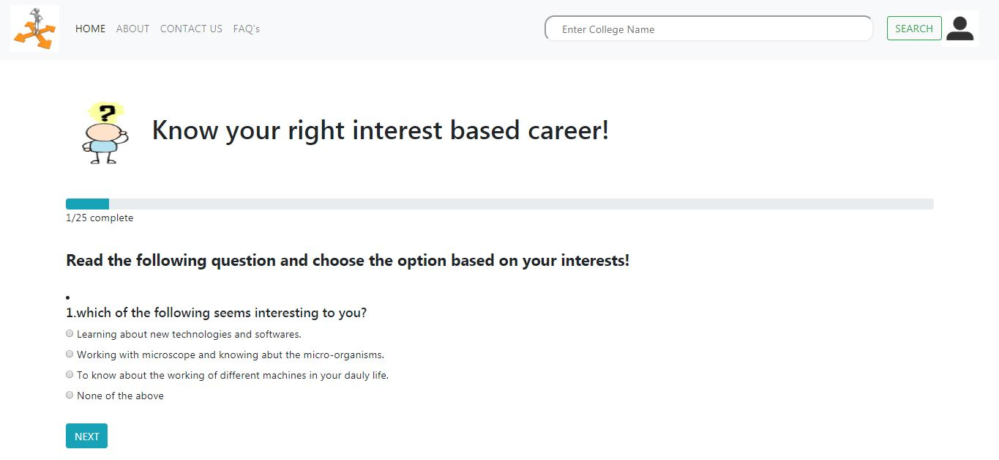 HOME ABOUT CONTACT US FAQ's Enter College Name SEARCH
?
Know your right interest based career!
1/25 complete
Read the following question and choose the option based on your interests!
1.which of the following seems interesting to you?
Learning about new technologies and softwares.
Working with microscope and knowing abut the micro-organisms.
To know about the working of different machines in your dauly life.
None of the above
NEXT